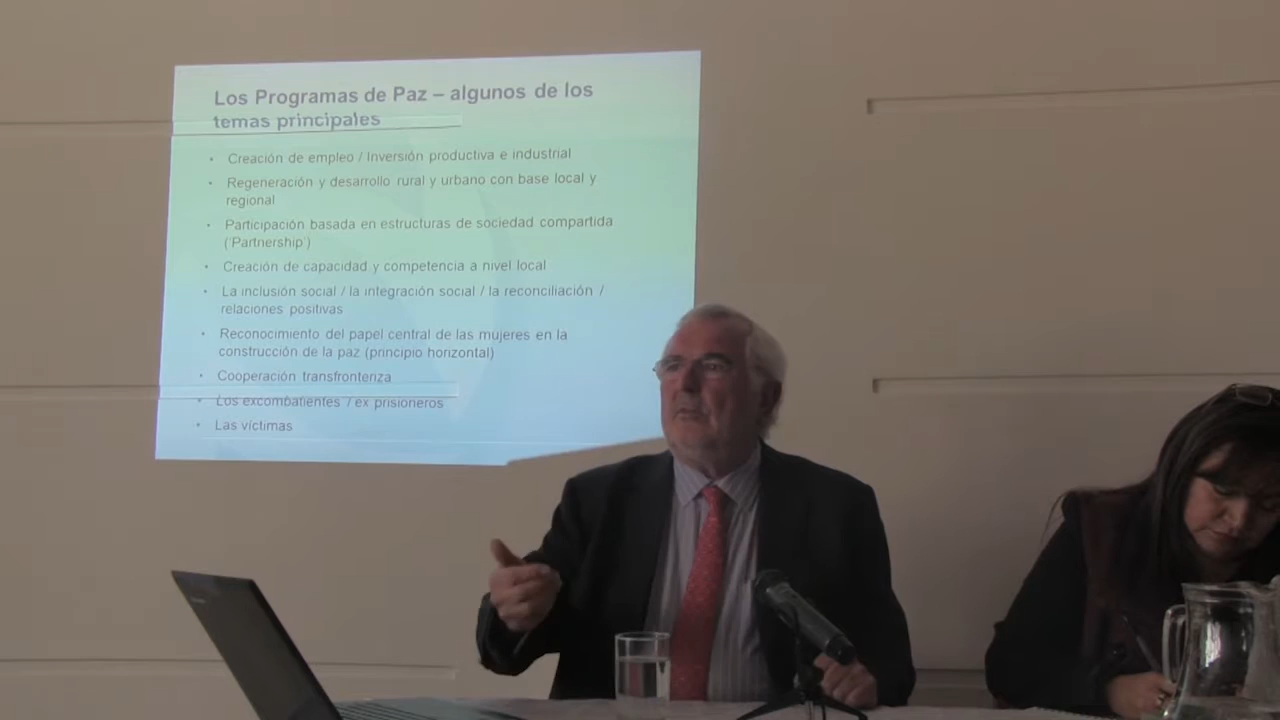 Los Programas de Paz – algunos de los
temas principales
• Creación de empleo / Inversión productiva e industrial
• Regeneración y desarrollo rural y urbano con base local y
regional
• Participación basada en estructuras de sociedad compartida
('Partnership')
• Creación de capacidad y competencia a nivel local
• La inclusión social / la integración social / la reconciliación /
relaciones positivas
• Reconocimiento del papel central de las mujeres en la
construcción de la paz (principio horizontal)
• Cooperación transfronteriza
• Los excombatientes / ex prisioneros
• Las víctimas